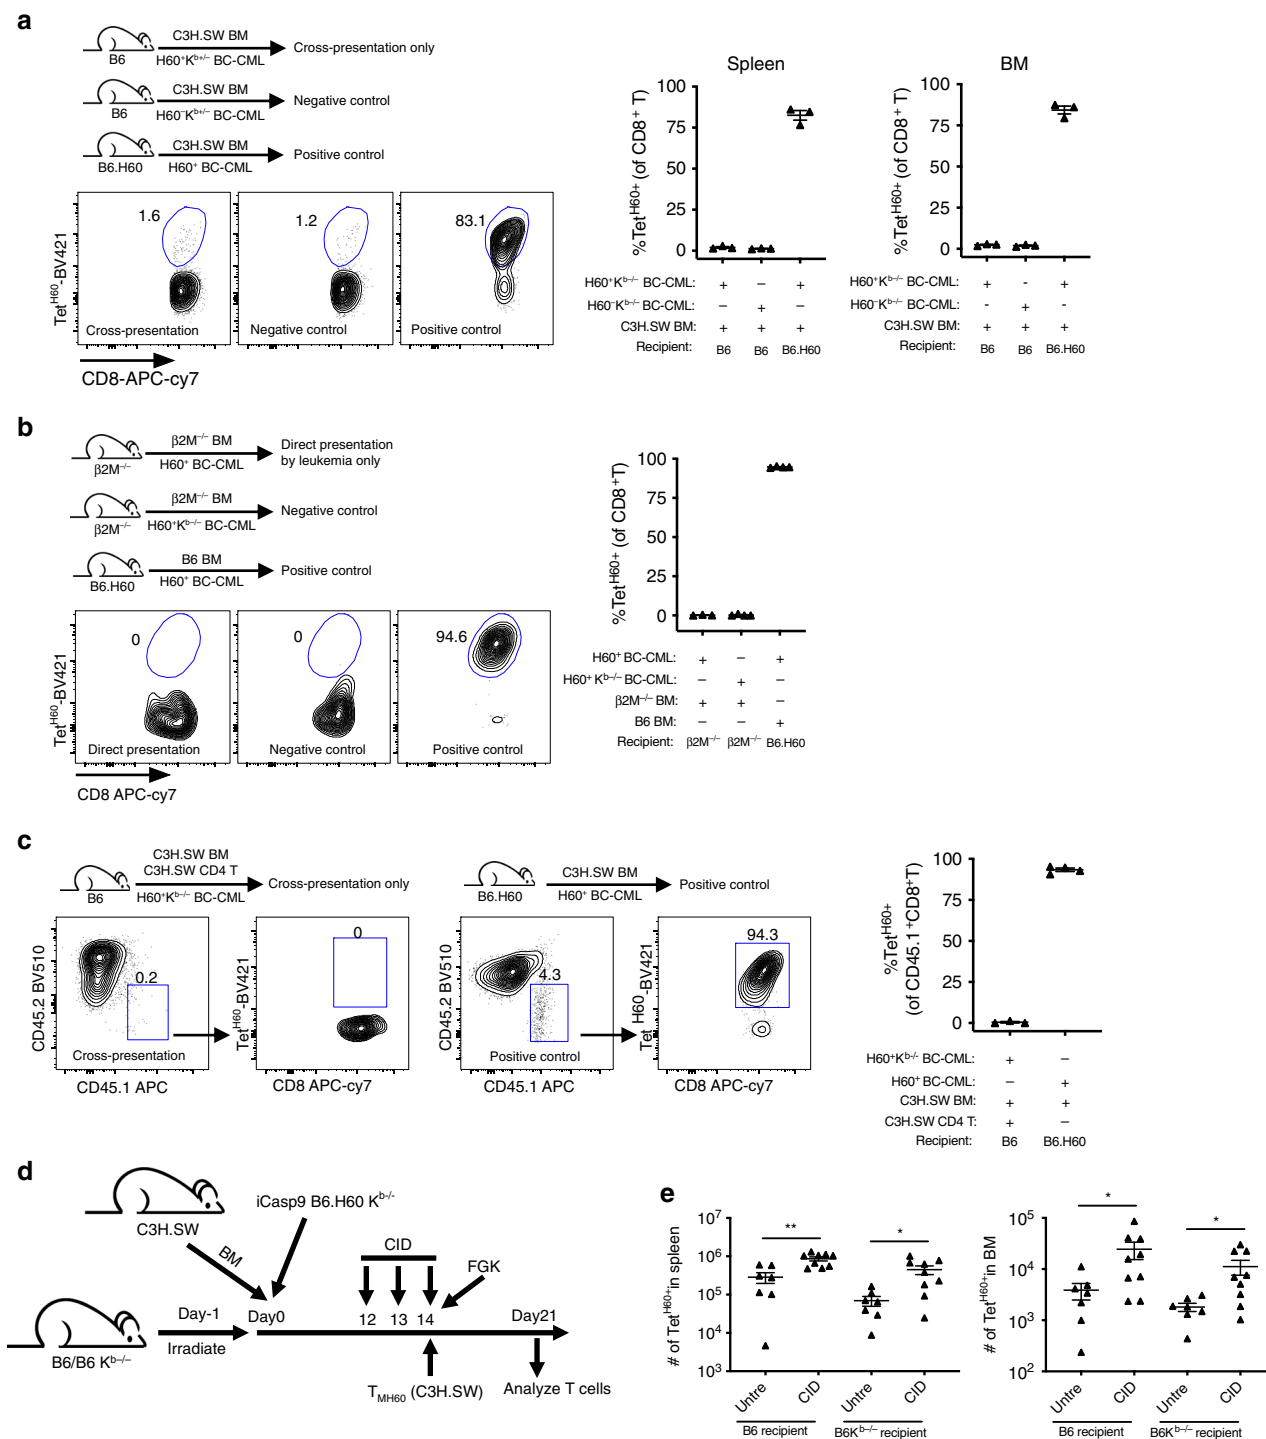 a
C3H.SW BM
B6
H60⁺Kᵇ⁺/⁻ BC-CML
Cross-presentation only
C3H.SW BM
B6
H60⁻Kᵇ⁺/⁻ BC-CML
Negative control
C3H.SW BM
B6.H60
H60⁺ BC-CML
Positive control
Tet^H60-BV421
1.6
Cross-presentation
1.2
Negative control
83.1
Positive control
CD8-APC-cy7
Spleen
%Tet^H60+ (of CD8⁺ T)
100
75
50
25
0
H60⁺Kᵇ⁻/⁻ BC-CML: + − +
H60⁻Kᵇ⁻/⁻ BC-CML: − + −
C3H.SW BM: + + +
Recipient: B6 B6 B6.H60
BM
%Tet^H60+ (of CD8⁺ T)
100
75
50
25
0
H60⁺Kᵇ⁻/⁻ BC-CML: + - +
H60⁻Kᵇ⁻/⁻ BC-CML: - + -
C3H.SW BM: + + +
Recipient: B6 B6 B6.H60
b
β2M⁻/⁻ BM
β2M⁻/⁻
H60⁺ BC-CML
Direct presentation
by leukemia only
β2M⁻/⁻ BM
β2M⁻/⁻
H60⁺Kᵇ⁻/⁻ BC-CML
Negative control
B6 BM
B6.H60
H60⁺ BC-CML
Positive control
Tet^H60-BV421
0
Direct presentation
0
Negative control
94.6
Positive control
CD8 APC-cy7
%Tet^H60+ (of CD8⁺T)
100
75
50
25
0
H60⁺ BC-CML: + − +
H60⁺ Kᵇ⁻/⁻ BC-CML: − + −
β2M⁻/⁻ BM: + + −
B6 BM: − − +
Recipient: β2M⁻/⁻ β2M⁻/⁻ B6.H60
c
C3H.SW BM
C3H.SW CD4 T
B6
H60⁺Kᵇ⁻/⁻ BC-CML
Cross-presentation only
C3H.SW BM
B6.H60
H60⁺ BC-CML
Positive control
CD45.2 BV510
0.2
Cross-presentation
CD45.1 APC
Tet^H60-BV421
0
CD8 APC-cy7
CD45.2 BV510
4.3
Positive control
CD45.1 APC
Tet^H60-BV421
94.3
CD8 APC-cy7
%Tet^H60+
(of CD45.1⁺CD8⁺T)
100
75
50
25
0
H60⁺Kᵇ⁻/⁻ BC-CML: + −
H60⁺ BC-CML: − +
C3H.SW BM: + +
C3H.SW CD4 T: + −
Recipient: B6 B6.H60
d
C3H.SW
iCasp9 B6.H60 Kᵇ⁻/⁻
BM
CID
FGK
Day-1
Irradiate
Day0
12 13 14
Day21
B6/B6 Kᵇ⁻/⁻
T_MH60 (C3H.SW)
Analyze T cells
e
# of Tet^H60+ in spleen
10⁷
10⁶
10⁵
10⁴
10³
** *
Untre CID Untre CID
B6 recipient B6Kᵇ⁻/⁻ recipient
# of Tet^H60+ in BM
10⁵
10⁴
10³
10²
* *
Untre CID Untre CID
B6 recipient B6Kᵇ⁻/⁻ recipient